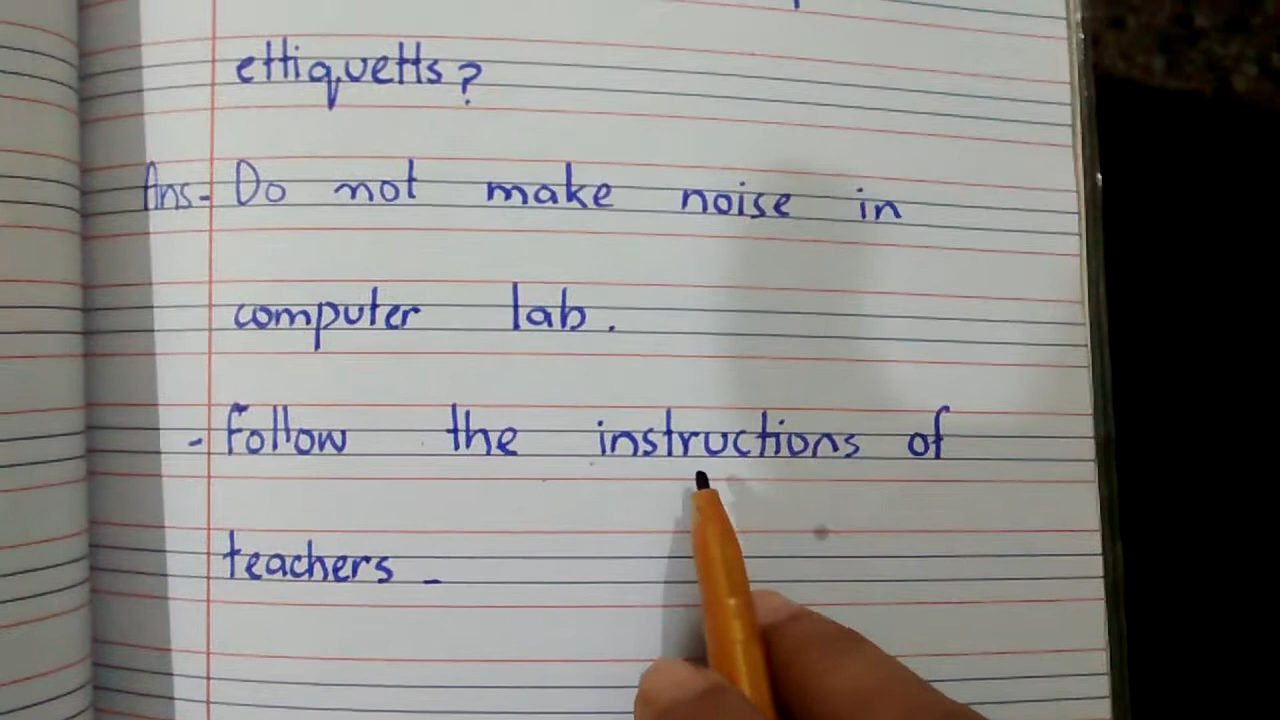 ettiquetts?
Ans- Do not make noise in
computer lab.
- Follow the instructions of
teachers -